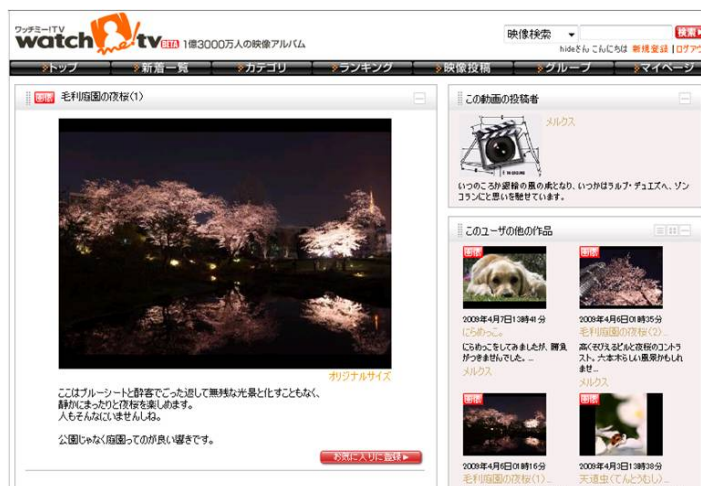 ワッチミー!TV
watch me!tv BETA 1億3000万人の映像アルバム
映像検索
検索
hideさん こんにちは 新規登録 | ログアウ
トップ
新着一覧
カテゴリ
ランキング
映像投稿
グループ
マイページ
画像 毛利庭園の夜桜(1)
オリジナルサイズ
ここはブルーシートと酔客でごった返して無残な光景と化すこともなく、
静かにまったりと夜桜を楽しめます。
人もそんなにいませんしね。
公園じゃなく庭園ってのが良い響きです。
お気に入りに登録
この動画の投稿者
メルクス
いつのころか銀輪の風の虜となり、いつかはラルプ・デュエズへ、ゾン
コランにと思いを馳せています。
このユーザの他の作品
画像
2009年4月7日13時41分
にらめっこ。
にらめっこをしてみましたが、勝負
がつきませんでした。...
メルクス
画像
2009年4月6日01時35分
毛利庭園の夜桜(2)...
高くそびえるビルと夜桜のコントラ
スト。六本木らしい風景かもしれ
ませ...
メルクス
画像
2009年4月6日01時16分
毛利庭園の夜桜(1)...
画像
2009年4月3日13時39分
天道虫(てんとうむし)...